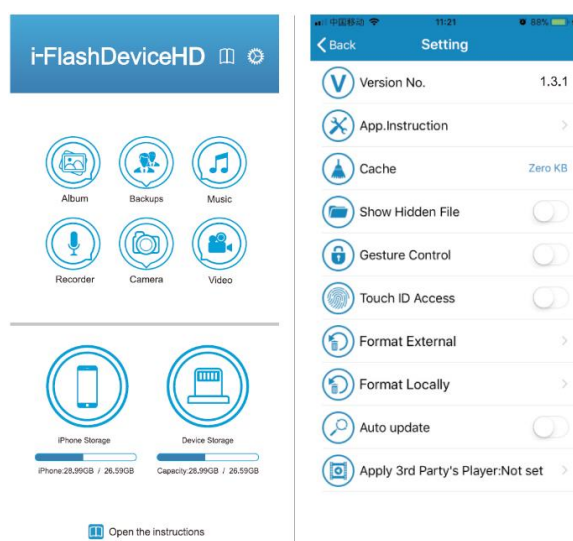 i-FlashDeviceHD
Album Backups Music
Recorder Camera Video
iPhone Storage Device Storage
iPhone:28.99GB / 26.59GB Capacity:28.99GB / 26.59GB
Open the instructions
中国移动 11:21 88%
Back Setting
V Version No. 1.3.1
App.Instruction
Cache Zero KB
Show Hidden File
Gesture Control
Touch ID Access
Format External
Format Locally
Auto update
Apply 3rd Party's Player:Not set